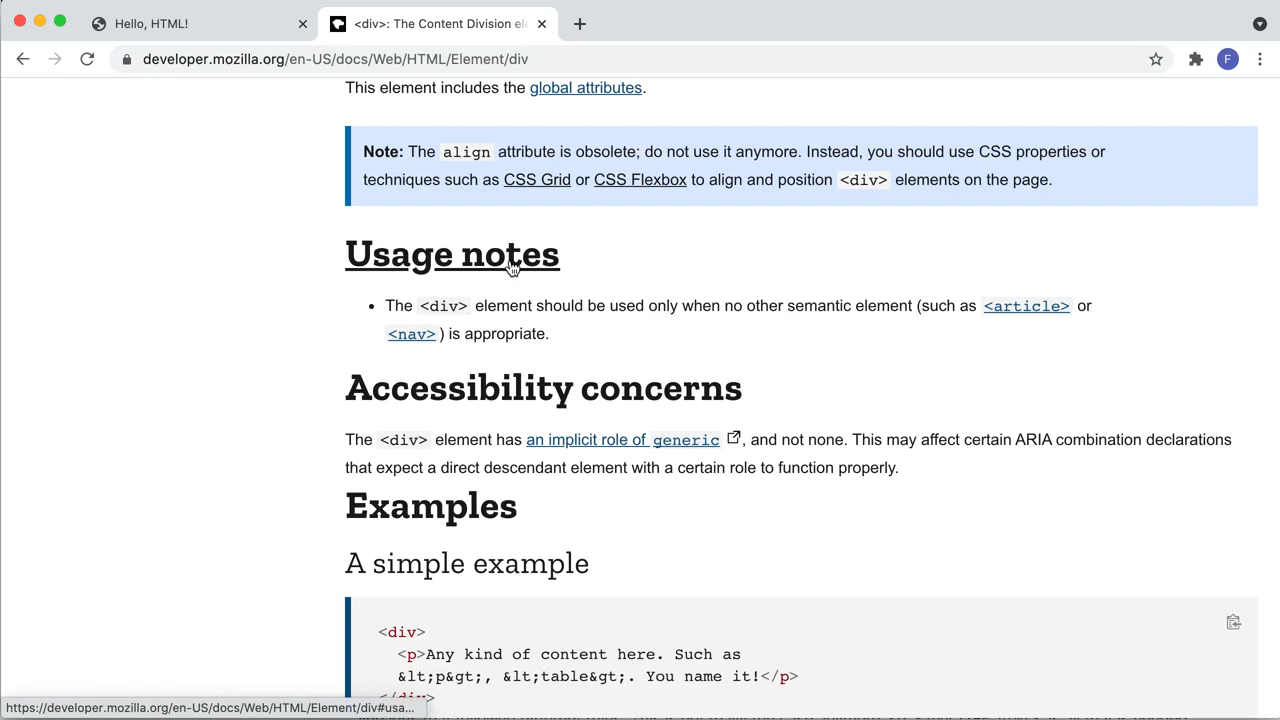 Hello, HTML!
<div>: The Content Division ele
developer.mozilla.org/en-US/docs/Web/HTML/Element/div
F
This element includes the global attributes.
Note: The align attribute is obsolete; do not use it anymore. Instead, you should use CSS properties or
techniques such as CSS Grid or CSS Flexbox to align and position <div> elements on the page.
Usage notes
• The <div> element should be used only when no other semantic element (such as <article> or
<nav> ) is appropriate.
Accessibility concerns
The <div> element has an implicit role of generic , and not none. This may affect certain ARIA combination declarations
that expect a direct descendant element with a certain role to function properly.
Examples
A simple example
<div>
<p>Any kind of content here. Such as
&lt;p&gt;, &lt;table&gt;. You name it!</p>
</div>
https://developer.mozilla.org/en-US/docs/Web/HTML/Element/div#usa...